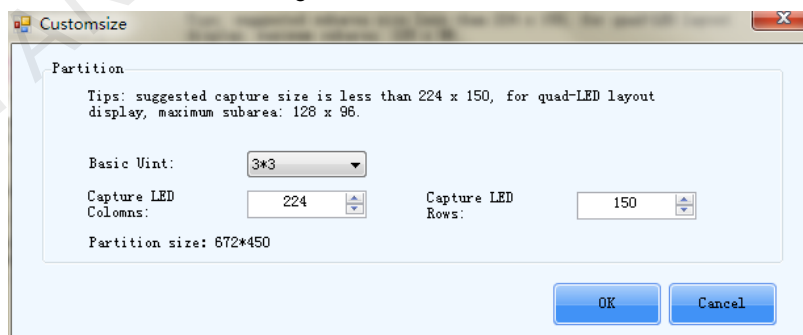 Customsize
Partition
Tips: suggested capture size is less than 224 x 150, for quad-LED layout
display, maximum subarea: 128 x 96.
Basic Uint: 3*3
Capture LED Colomns: 224 Capture LED Rows: 150
Partition size: 672*450
OK Cancel